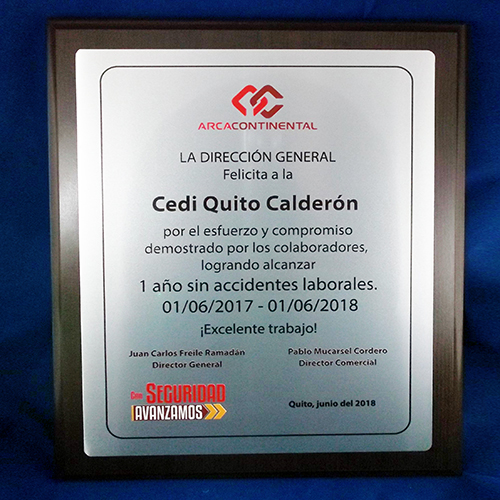 ARCACONTINENTAL
LA DIRECCIÓN GENERAL
Felicita a la
Cedi Quito Calderón
por el esfuerzo y compromiso
demostrado por los colaboradores,
logrando alcanzar
1 año sin accidentes laborales.
01/06/2017 - 01/06/2018
¡Excelente trabajo!
Juan Carlos Freile Ramadán
Director General
Pablo Mucarsel Cordero
Director Comercial
Con SEGURIDAD
AVANZAMOS
Quito, junio del 2018